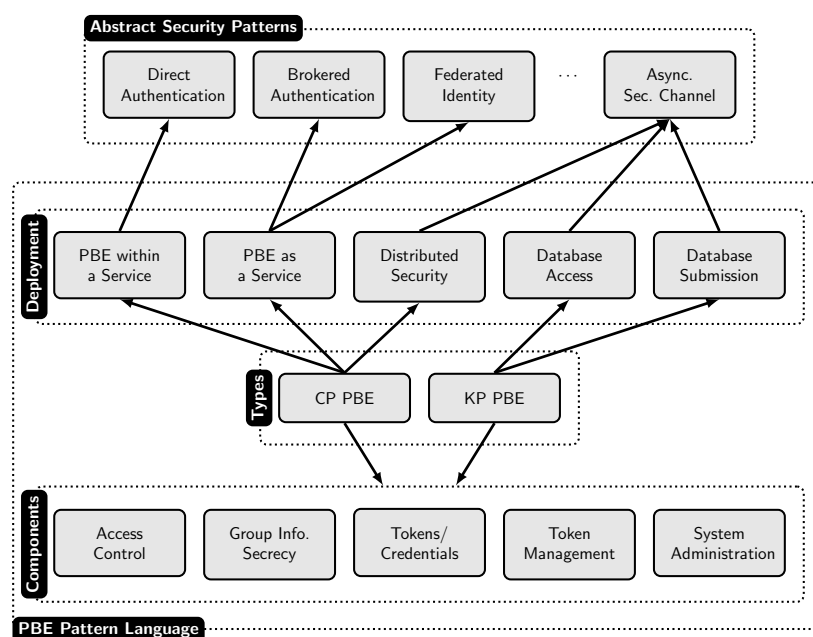 Abstract Security Patterns
Direct
Authentication
Brokered
Authentication
Federated
Identity
...
Async.
Sec. Channel
Deployment
PBE within
a Service
PBE as
a Service
Distributed
Security
Database
Access
Database
Submission
Types
CP PBE
KP PBE
Components
Access
Control
Group Info.
Secrecy
Tokens/
Credentials
Token
Management
System
Administration
PBE Pattern Language